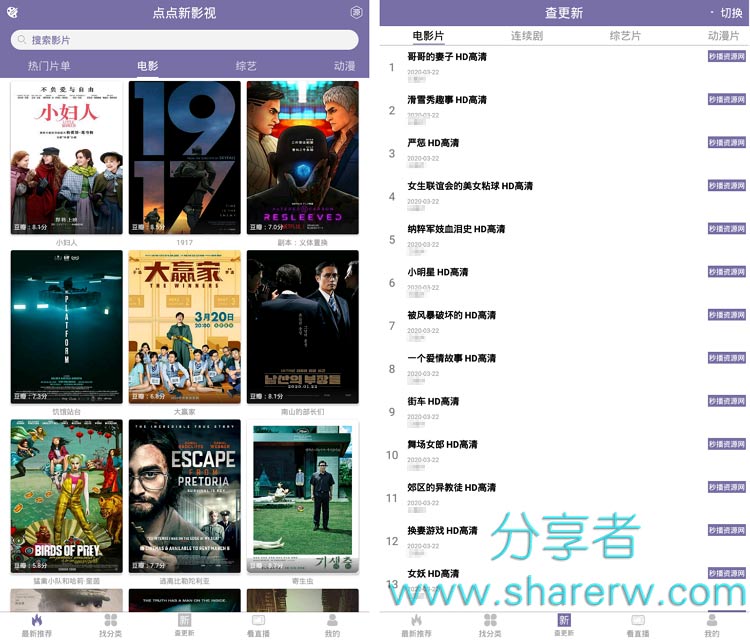 点点新影视
源
搜索影片
热门片单 电影 综艺 动漫
不负爱与自由
小妇人
即将上映
豆瓣：8.1分
小妇人
1917
豆瓣：8.5分
1917
RESLEEVED
NETFLIX
豆瓣：7.0分
副本：义体置换
PLATFORM
豆瓣：7.3分
饥饿站台
大赢家
THE WINNERS
3月20日
20:00
豆瓣：6.8分
大赢家
2020.01.22
豆瓣：8.1分
南山的部长们
BIRDS OF PREY
豆瓣：5.8分
猛禽小队和哈莉·奎茵
THE INCREDIBLE TRUE STORY
ESCAPE
FROM
PRETORIA
豆瓣：7.7分
逃离比勒陀利亚
기생충
寄生虫
最新推荐 找分类 新 查更新 看直播 我的
查更新
· 切换
电影片 连续剧 综艺片 动漫片
1 哥哥的妻子 HD高清 秒播资源网
2020-03-22
2 滑雪秀趣事 HD高清 秒播资源网
2020-03-22
3 严惩 HD高清 秒播资源网
2020-03-22
4 女生联谊会的美女粘球 HD高清 秒播资源网
2020-03-22
5 纳粹军妓血泪史 HD高清 秒播资源网
2020-03-22
6 小明星 HD高清 秒播资源网
2020-03-22
7 被风暴破坏的 HD高清 秒播资源网
2020-03-22
8 一个爱情故事 HD高清 秒播资源网
2020-03-22
9 街车 HD高清 秒播资源网
2020-03-22
10 舞场女郎 HD高清 秒播资源网
2020-03-22
11 郊区的异教徒 HD高清 秒播资源网
2020-03-22
12 换妻游戏 HD高清 秒播资源网
2020-03-22
13 女妖 HD高清 秒播资源网
分享者
www.sharerw.com
最新推荐 找分类 新 查更新 看直播 我的